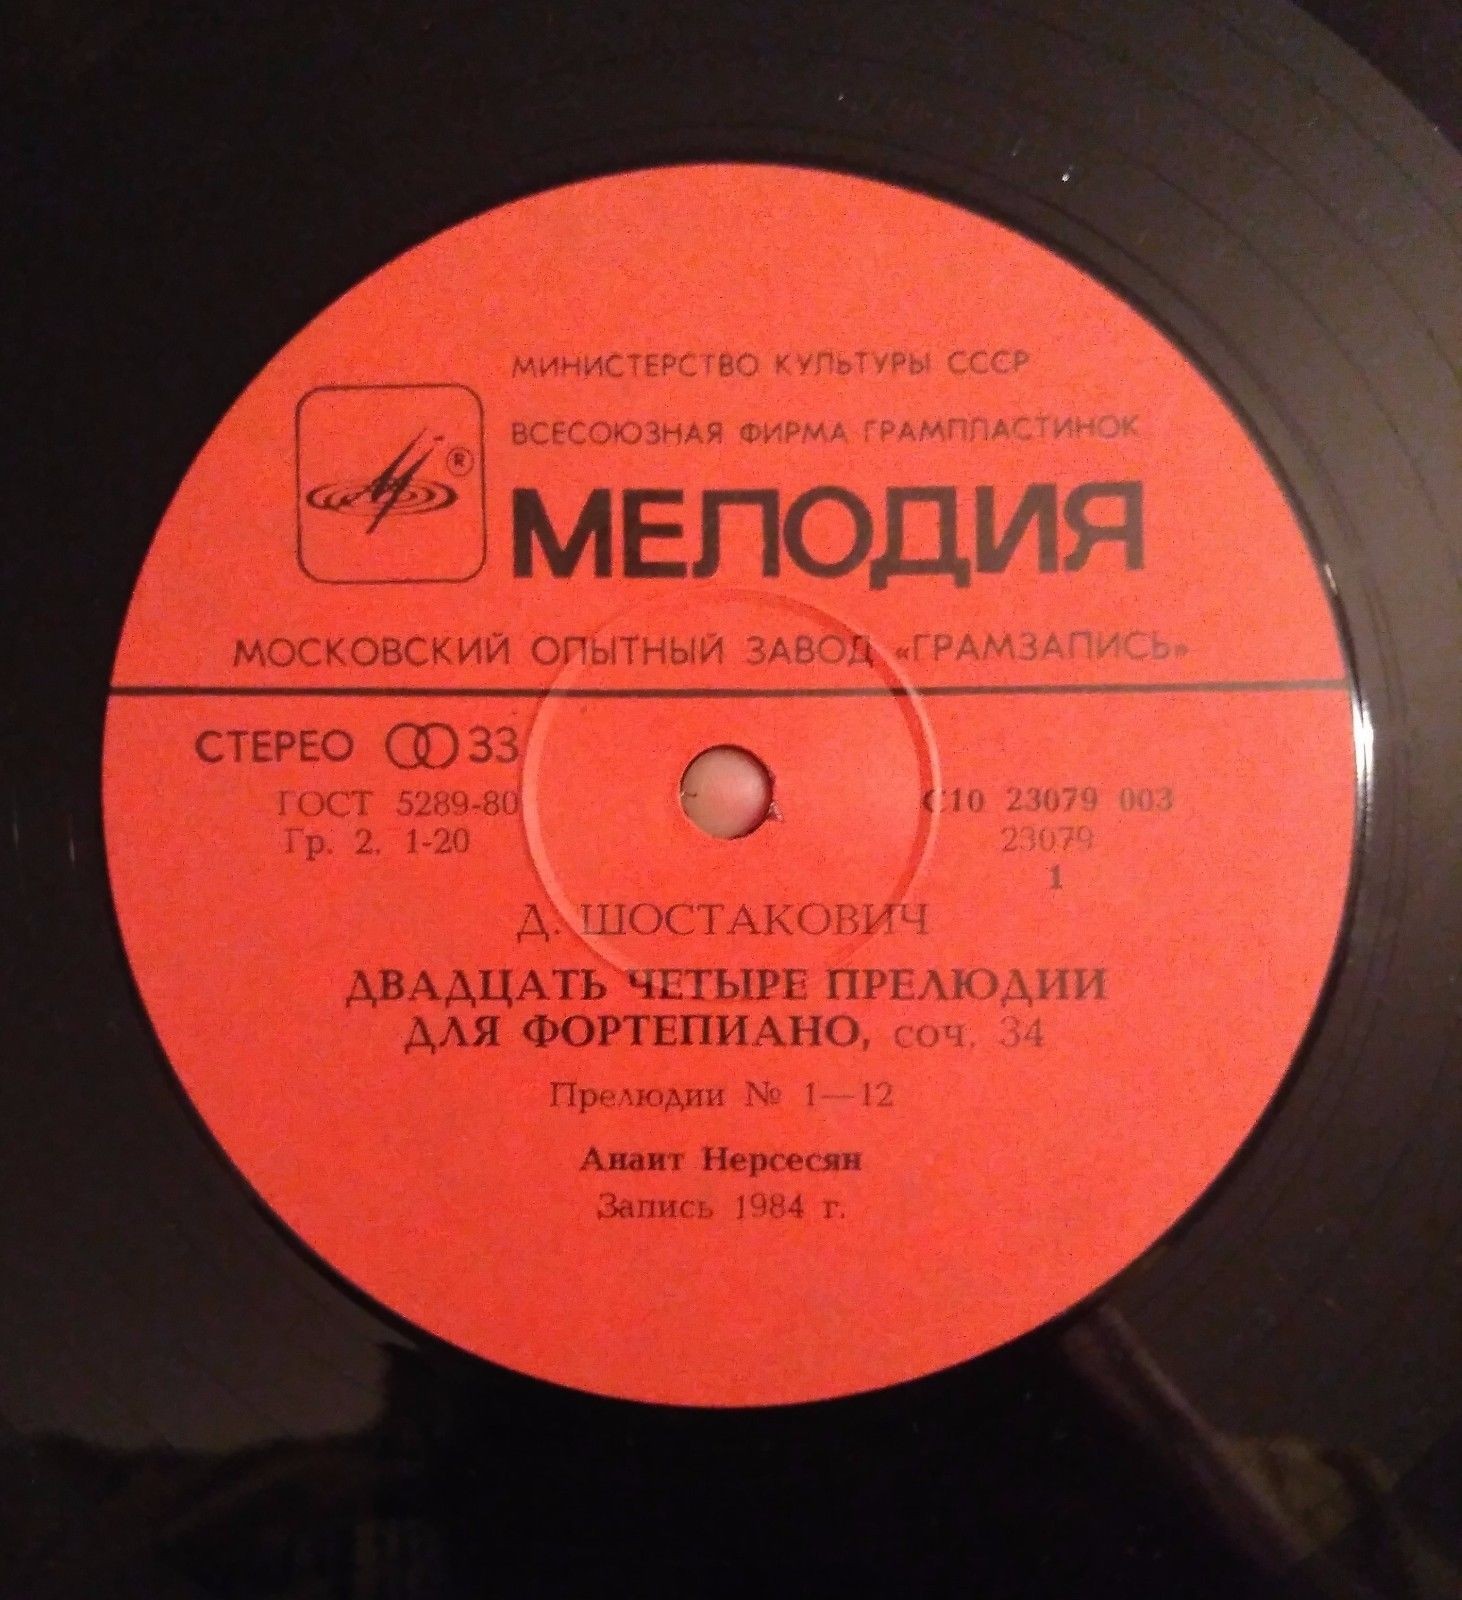 МИНИСТЕРСТВО КУЛЬТУРЫ СССР
ВСЕСОЮЗНАЯ ФИРМА ГРАМПЛАСТИНОК
®
МЕЛОДИЯ
МОСКОВСКИЙ ОПЫТНЫЙ ЗАВОД «ГРАМЗАПИСЬ»
СТЕРЕО 33
ГОСТ 5289-80
Гр. 2. 1-20
С10 23079 003
23079
1
Д. ШОСТАКОВИЧ
ДВАДЦАТЬ ЧЕТЫРЕ ПРЕЛЮДИИ
ДЛЯ ФОРТЕПИАНО, соч. 34
Прелюдии № 1—12
Анаит Нерсесян
Запись 1984 г.